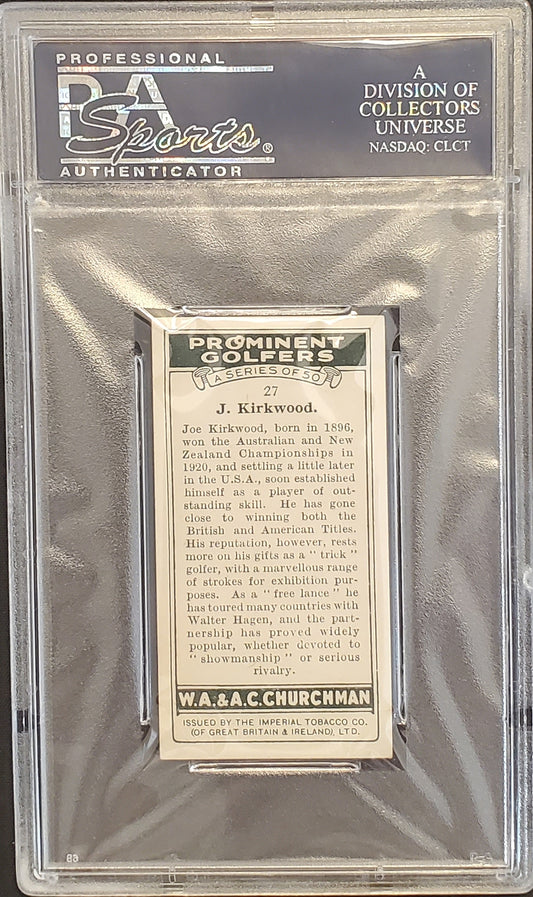 PROFESSIONAL
PSA
Sports®
AUTHENTICATOR
A
DIVISION OF
COLLECTORS
UNIVERSE
NASDAQ: CLCT
PROMINENT
GOLFERS
A SERIES OF 50
27
J. Kirkwood.
Joe Kirkwood, born in 1896,
won the Australian and New
Zealand Championships in
1920, and settling a little later
in the U.S.A., soon established
himself as a player of out-
standing skill. He has gone
close to winning both the
British and American Titles.
His reputation, however, rests
more on his gifts as a " trick "
golfer, with a marvellous range
of strokes for exhibition pur-
poses. As a " free lance " he
has toured many countries with
Walter Hagen, and the part-
nership has proved widely
popular, whether devoted to
" showmanship " or serious
rivalry.
W.A.&A.C.CHURCHMAN
ISSUED BY THE IMPERIAL TOBACCO CO.
(OF GREAT BRITAIN & IRELAND), LTD.